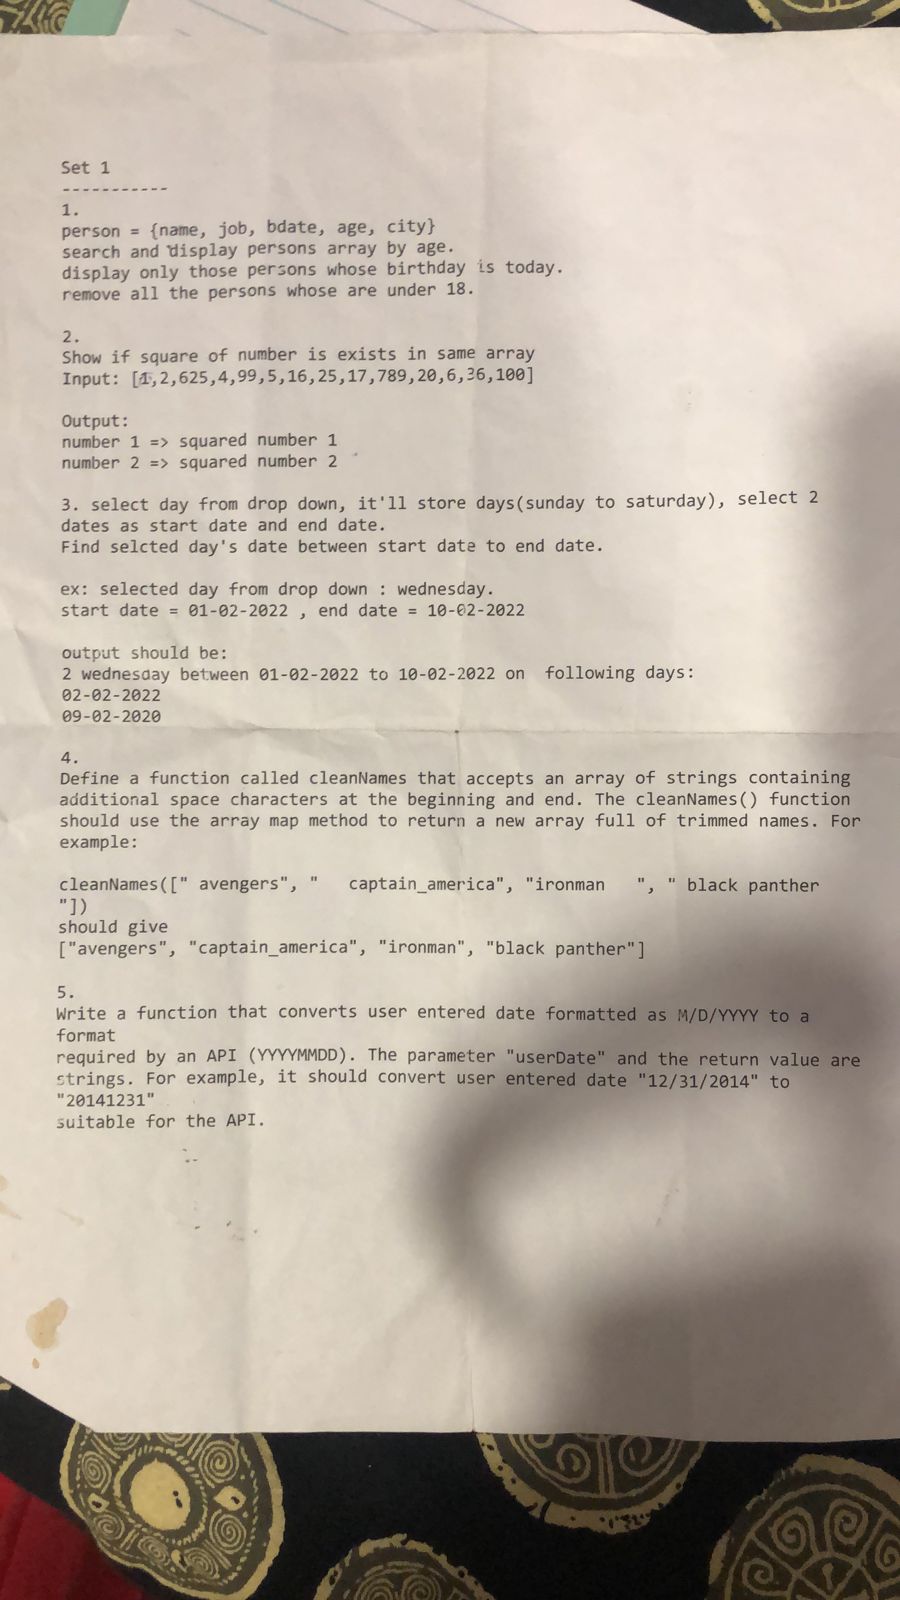 Set 1
-----------
1.
person = {name, job, bdate, age, city}
search and display persons array by age.
display only those persons whose birthday is today.
remove all the persons whose are under 18.
2.
Show if square of number is exists in same array
Input: [1,2,625,4,99,5,16,25,17,789,20,6,36,100]
Output:
number 1 => squared number 1
number 2 => squared number 2
3. select day from drop down, it'll store days(sunday to saturday), select 2
dates as start date and end date.
Find selcted day's date between start date to end date.
ex: selected day from drop down : wednesday.
start date = 01-02-2022 , end date = 10-02-2022
output should be:
2 wednesday between 01-02-2022 to 10-02-2022 on  following days:
02-02-2022
09-02-2020
4.
Define a function called cleanNames that accepts an array of strings containing
additional space characters at the beginning and end. The cleanNames() function
should use the array map method to return a new array full of trimmed names. For
example:
cleanNames([" avengers", "   captain_america", "ironman   ", " black panther
"])
should give
["avengers", "captain_america", "ironman", "black panther"]
5.
Write a function that converts user entered date formatted as M/D/YYYY to a
format
required by an API (YYYYMMDD). The parameter "userDate" and the return value are
strings. For example, it should convert user entered date "12/31/2014" to
"20141231"
suitable for the API.